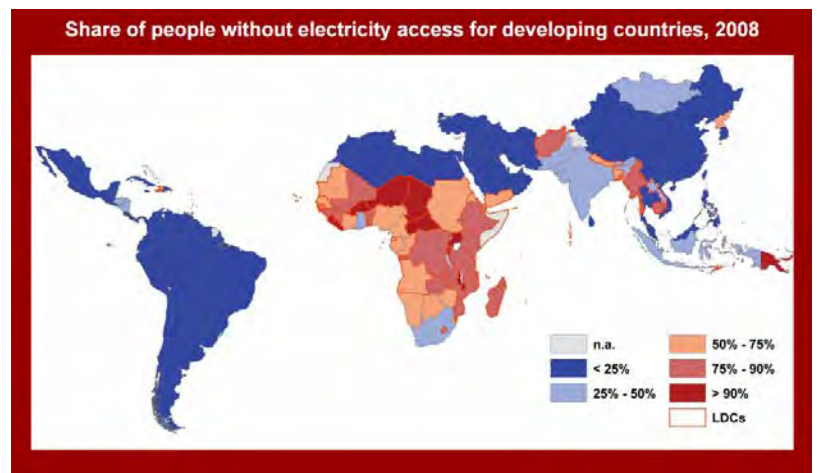 Share of people without electricity access for developing countries, 2008
n.a.
< 25%
25% - 50%
50% - 75%
75% - 90%
> 90%
LDCs